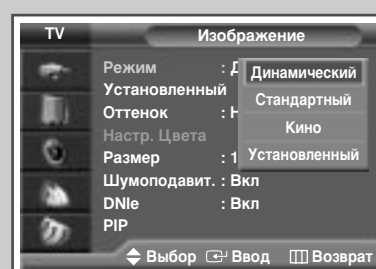 TV Изображение
Режим : Д
Установленный
Оттенок : Н
Настр. Цвета
Размер : 1
Шумоподавит. : Вкл
DNIe : Вкл
PIP
Динамический
Стандартный
Кино
Установленный
Выбор Ввод Возврат